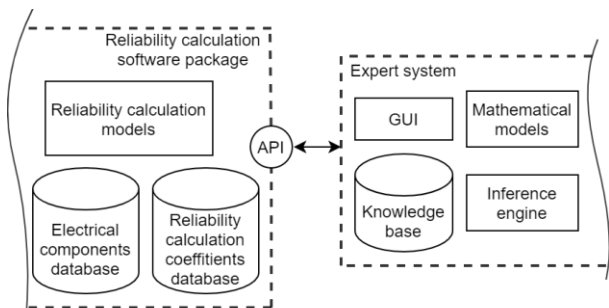 Reliability calculation
software package
Reliability calculation
models
Electrical
components
database
Reliability
calculation
coeffitients
database
API
Expert system
GUI
Mathematical
models
Knowledge
base
Inference
engine